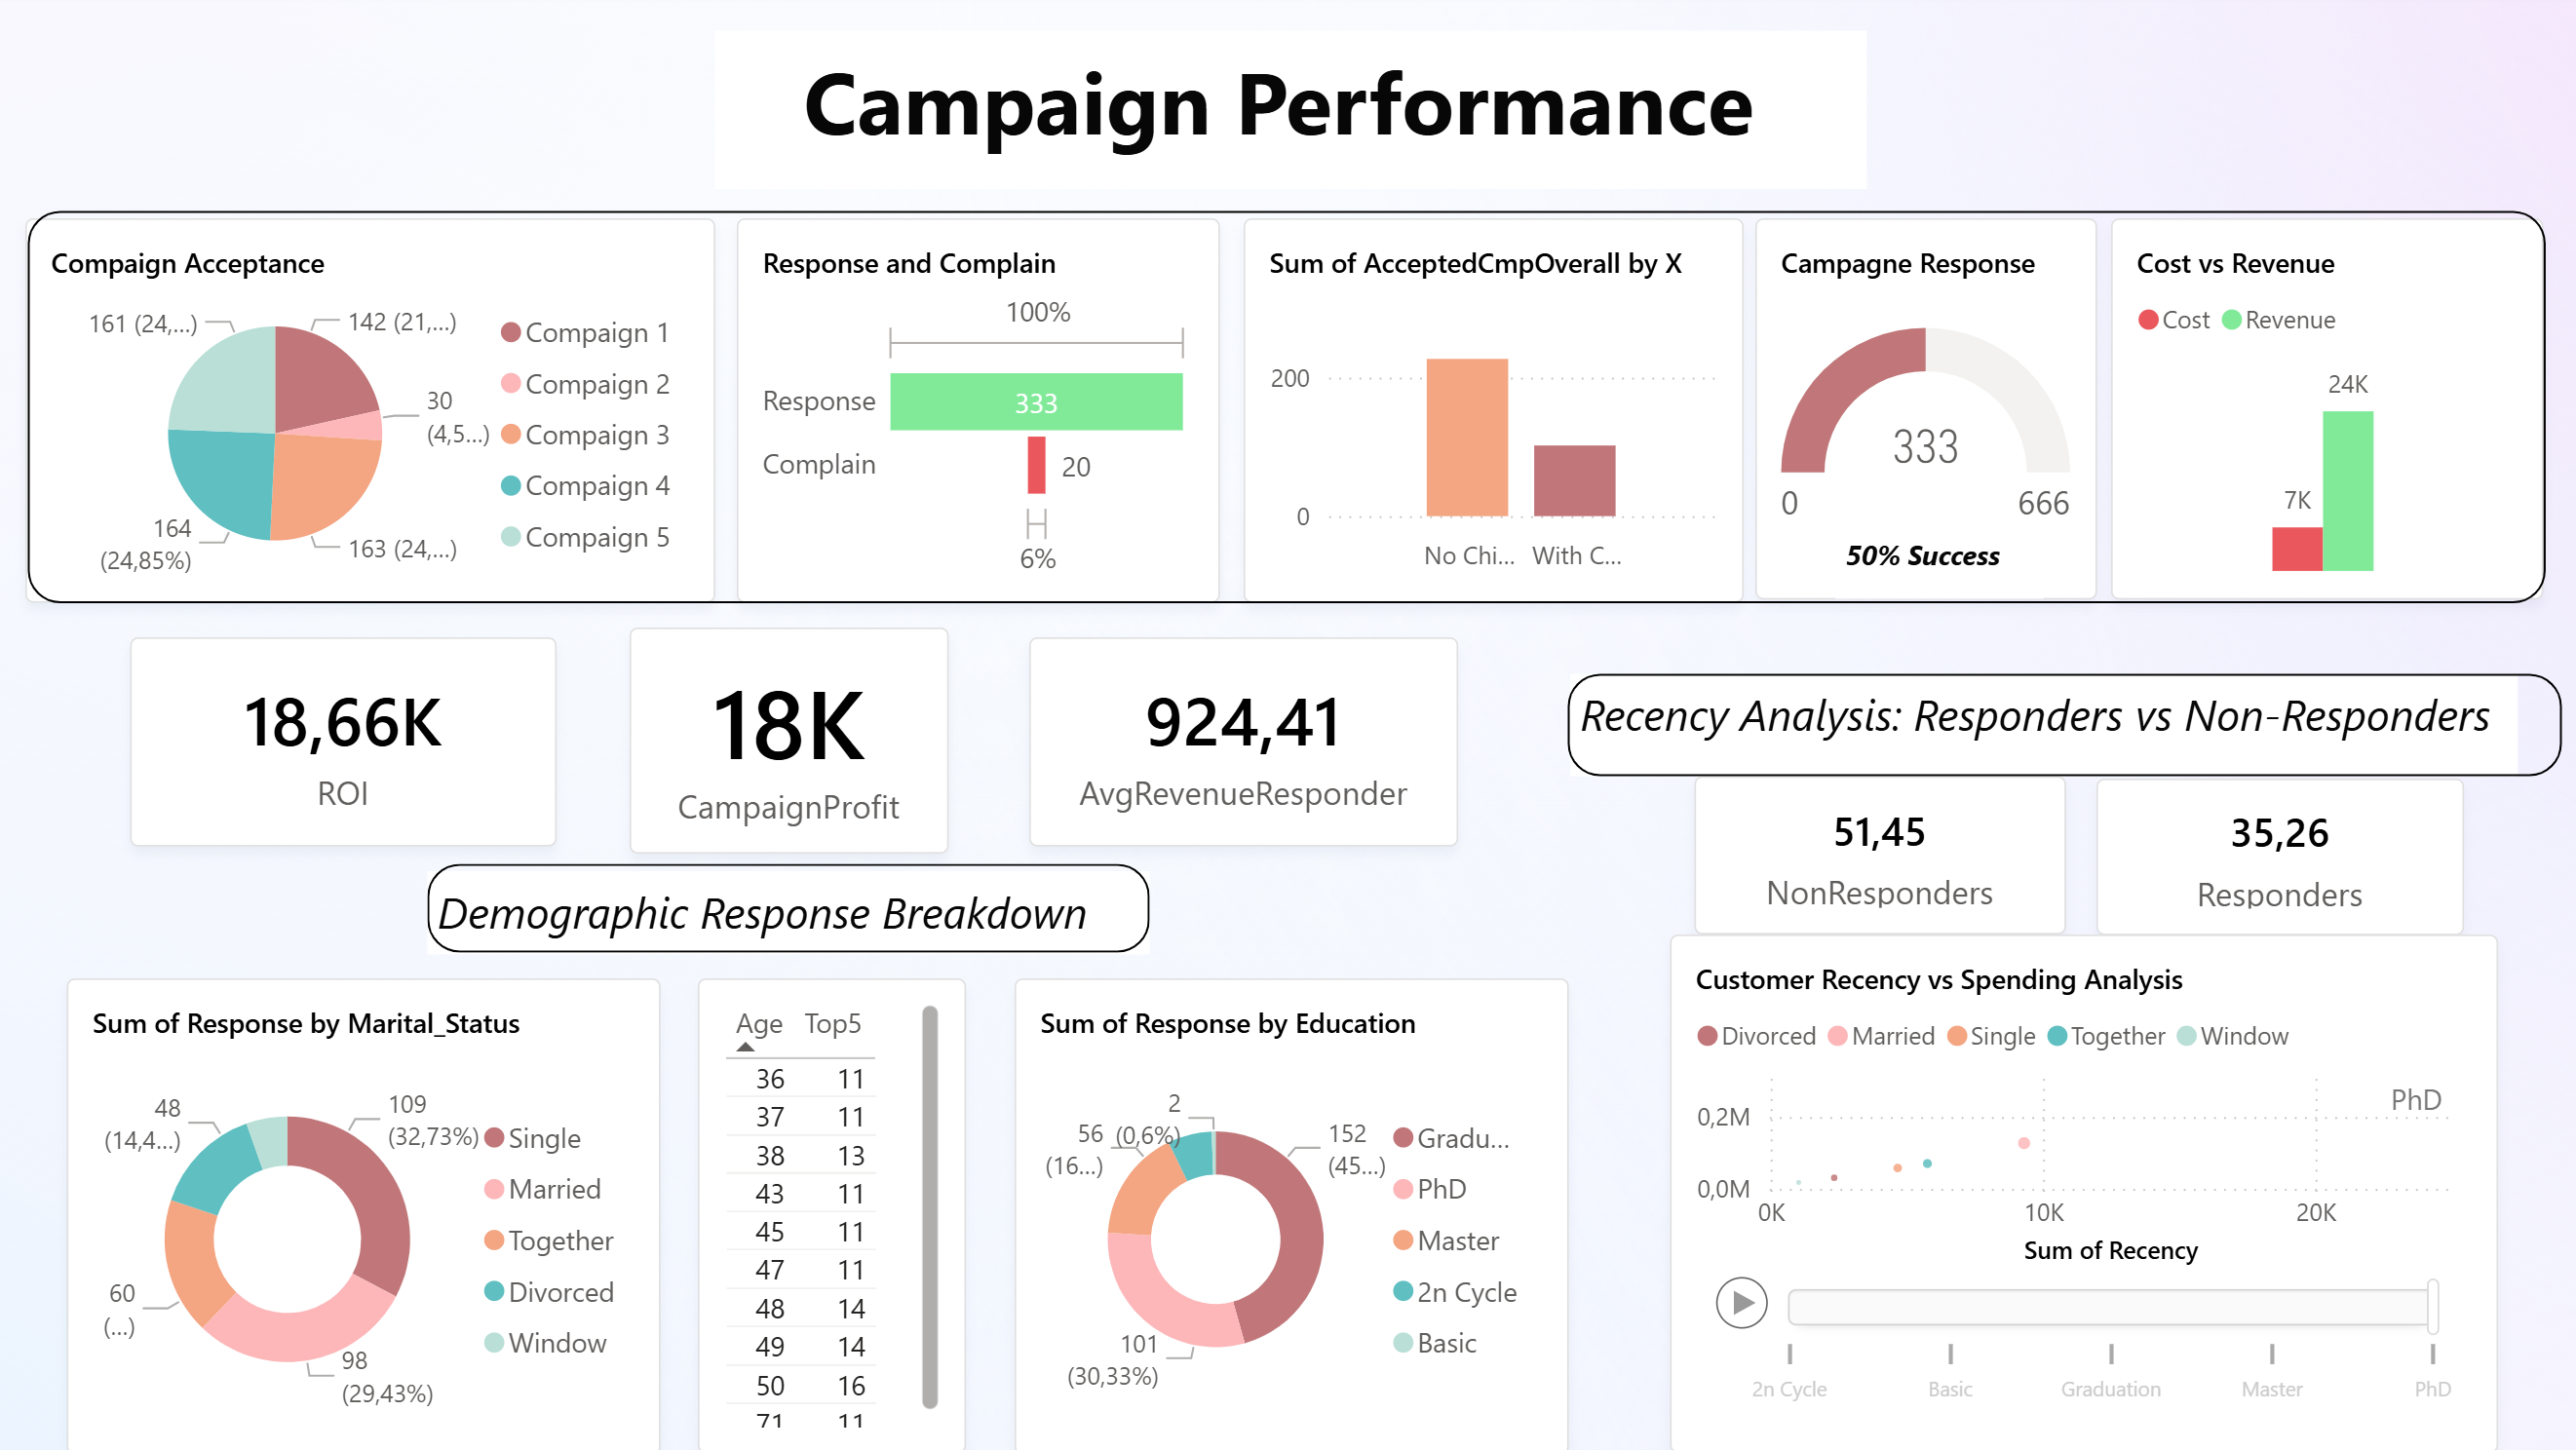 Campaign Performance
Compaign Acceptance
161 (24,...)
142 (21,...)
30
(4,5...)
164
(24,85%)
163 (24,...)
Compaign 1
Compaign 2
Compaign 3
Compaign 4
Compaign 5
Response and Complain
100%
Response
333
Complain
20
6%
Sum of AcceptedCmpOverall by X
200
0
No Chi...
With C...
Campagne Response
333
0
666
50% Success
Cost vs Revenue
Cost
Revenue
24K
7K
18,66K
ROI
18K
CampaignProfit
924,41
AvgRevenueResponder
Recency Analysis: Responders vs Non-Responders
51,45
NonResponders
35,26
Responders
Demographic Response Breakdown
Sum of Response by Marital_Status
48
(14,4...)
109
(32,73%)
60
(...)
98
(29,43%)
Single
Married
Together
Divorced
Window
Age Top5
36 11
37 11
38 13
43 11
45 11
47 11
48 14
49 14
50 16
71 11
Sum of Response by Education
2
(0,6%)
56
(16...)
152
(45...)
101
(30,33%)
Gradu...
PhD
Master
2n Cycle
Basic
Customer Recency vs Spending Analysis
Divorced
Married
Single
Together
Window
PhD
0,2M
0,0M
0K
10K
20K
Sum of Recency
2n Cycle
Basic
Graduation
Master
PhD